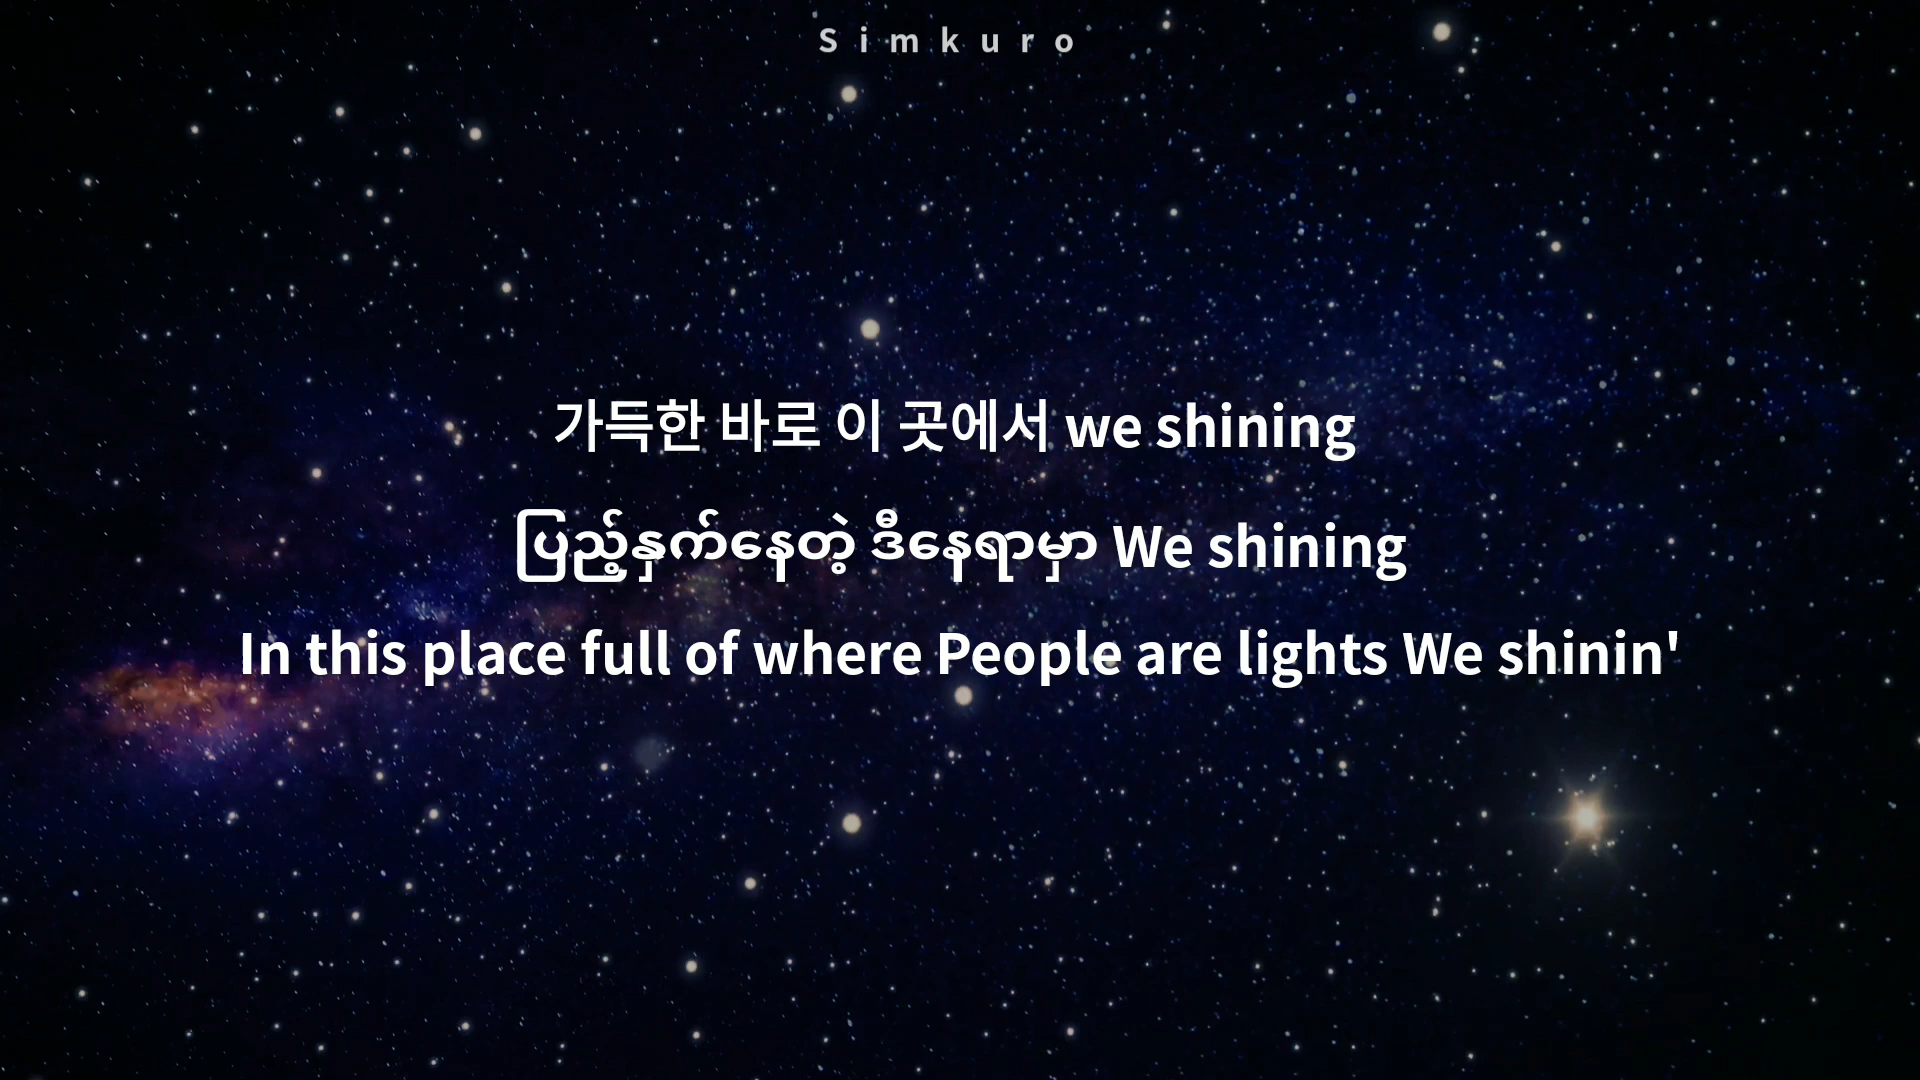 Simkuro
가득한 바로 이 곳에서 we shining
ပြည့်နှက်နေတဲ့ ဒီနေရာမှာ We shining
In this place full of where People are lights We shinin'